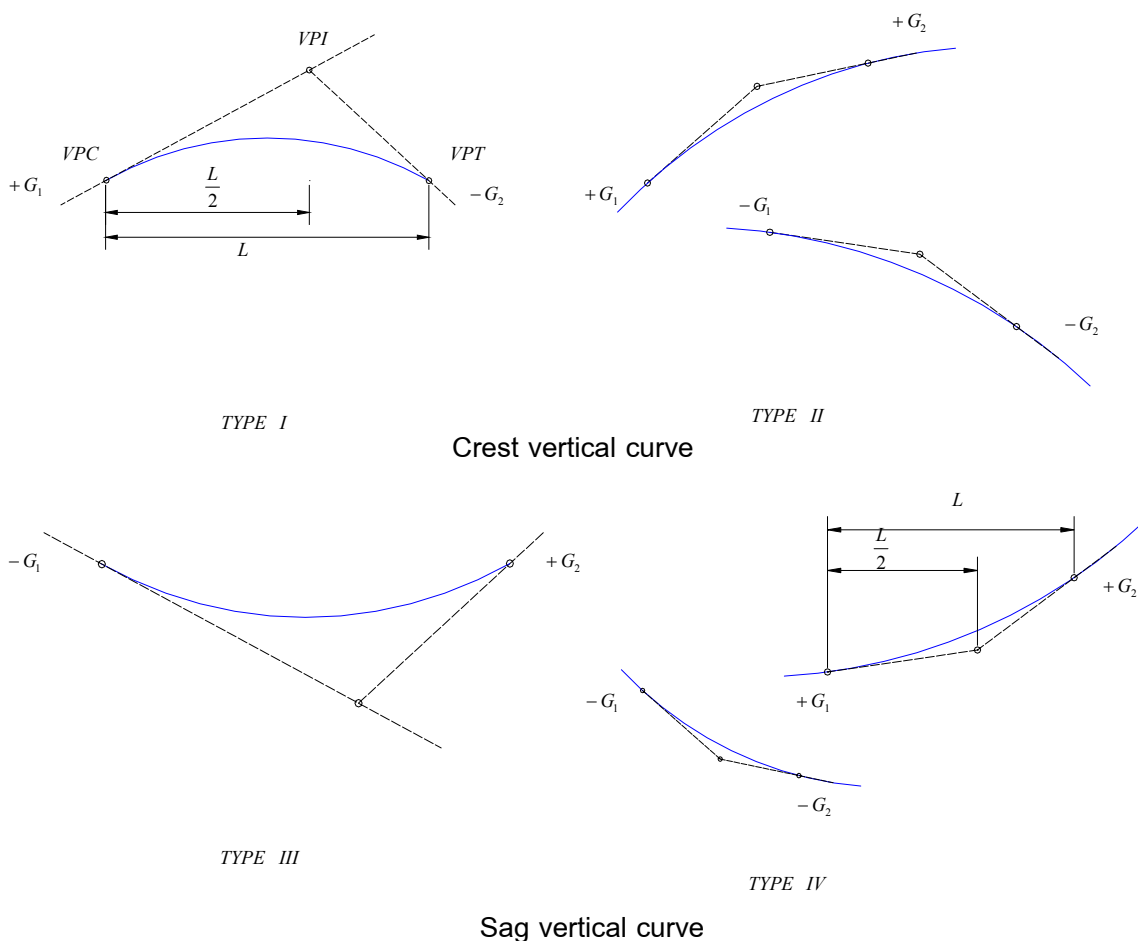 VPI
VPC
VPT
+G₁
-G₂
L/2
L
TYPE I
+G₂
+G₁
-G₁
-G₂
TYPE II
Crest vertical curve
-G₁
+G₂
TYPE III
L
L/2
+G₂
+G₁
-G₁
-G₂
TYPE IV
Sag vertical curve